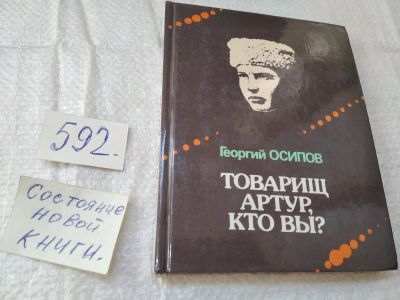 592.
Состояние
новой
книги.
Георгий ОСИПОВ
ТОВАРИЩ
АРТУР,
КТО ВЫ?